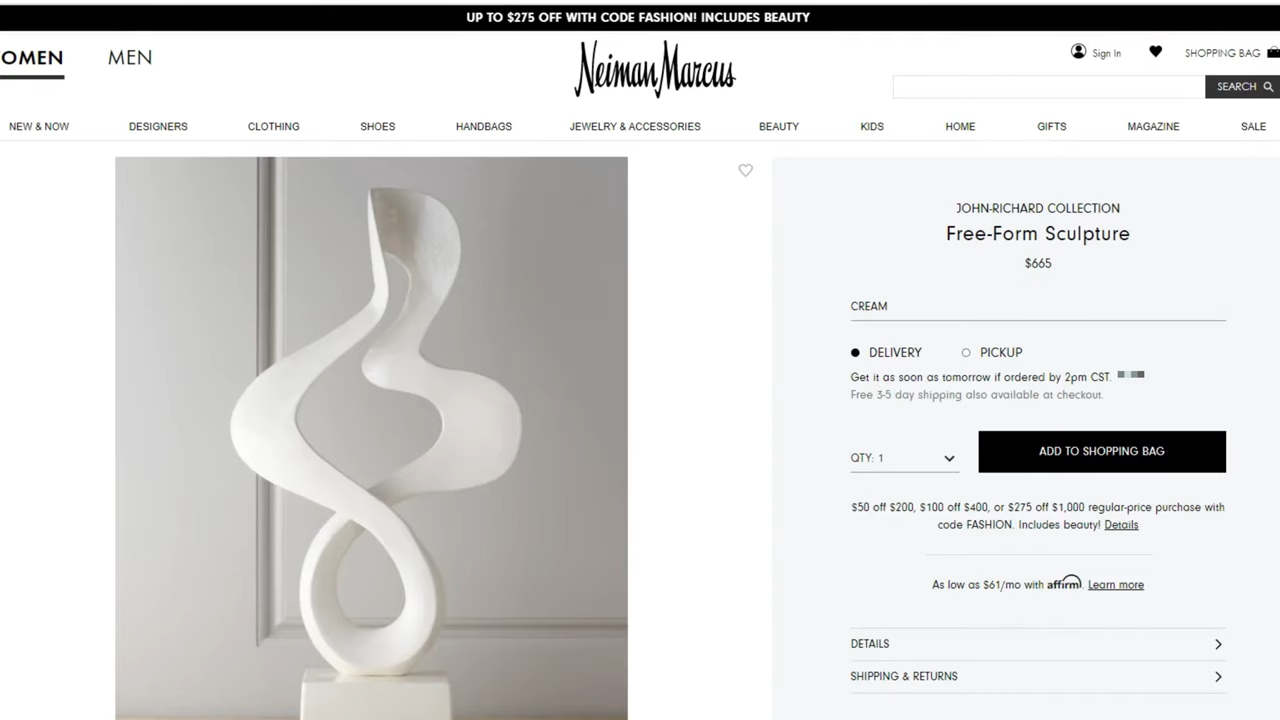 UP TO $275 OFF WITH CODE FASHION! INCLUDES BEAUTY
OMEN MEN
Neiman Marcus
Sign In SHOPPING BAG
SEARCH
NEW & NOW DESIGNERS CLOTHING SHOES HANDBAGS JEWELRY & ACCESSORIES BEAUTY KIDS HOME GIFTS MAGAZINE SALE
JOHN-RICHARD COLLECTION
Free-Form Sculpture
$665
CREAM
DELIVERY PICKUP
Get it as soon as tomorrow if ordered by 2pm CST.
Free 3-5 day shipping also available at checkout.
QTY: 1 ADD TO SHOPPING BAG
$50 off $200, $100 off $400, or $275 off $1,000 regular-price purchase with
code FASHION. Includes beauty! Details
As low as $61/mo with affirm. Learn more
DETAILS
SHIPPING & RETURNS